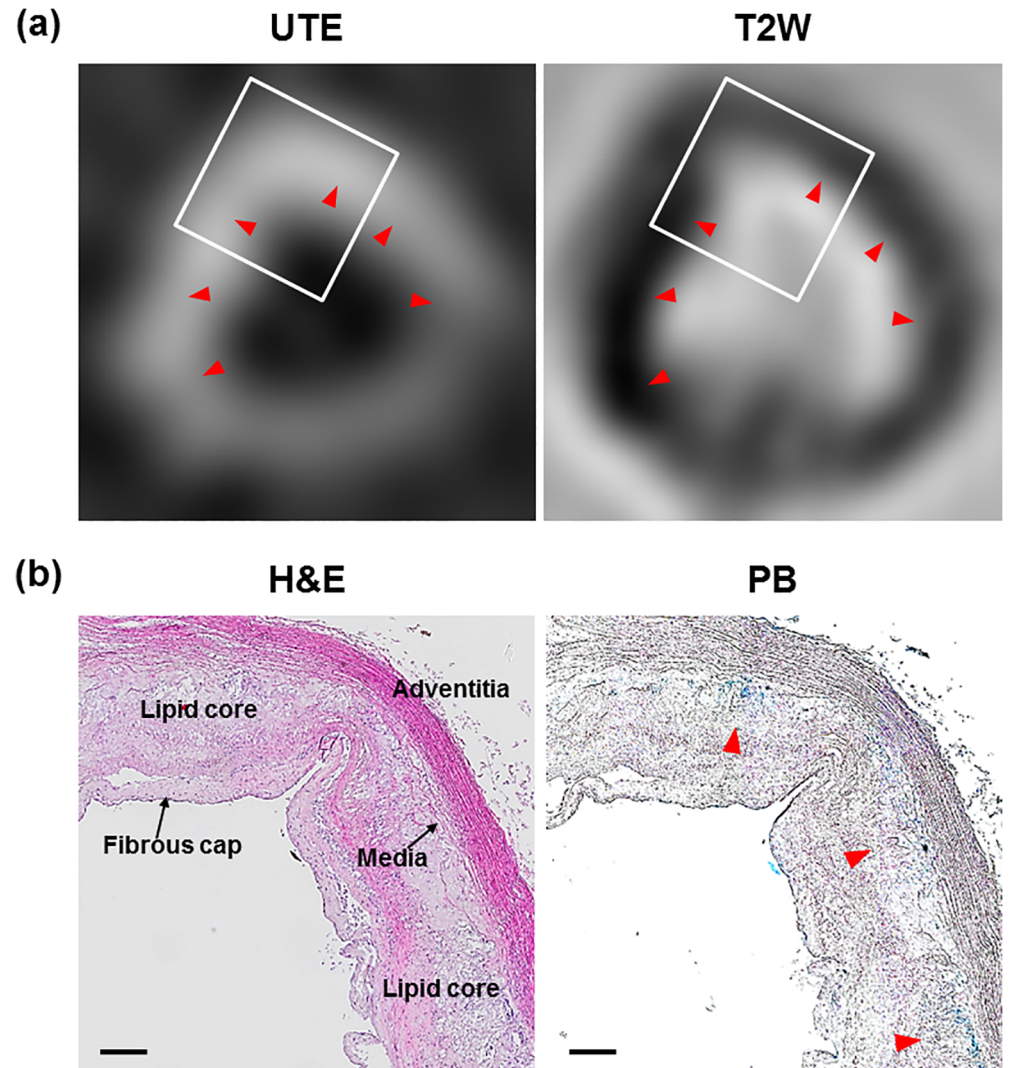 (a)
UTE
T2W
(b)
H&E
PB
Lipid core
Adventitia
Fibrous cap
Media
Lipid core